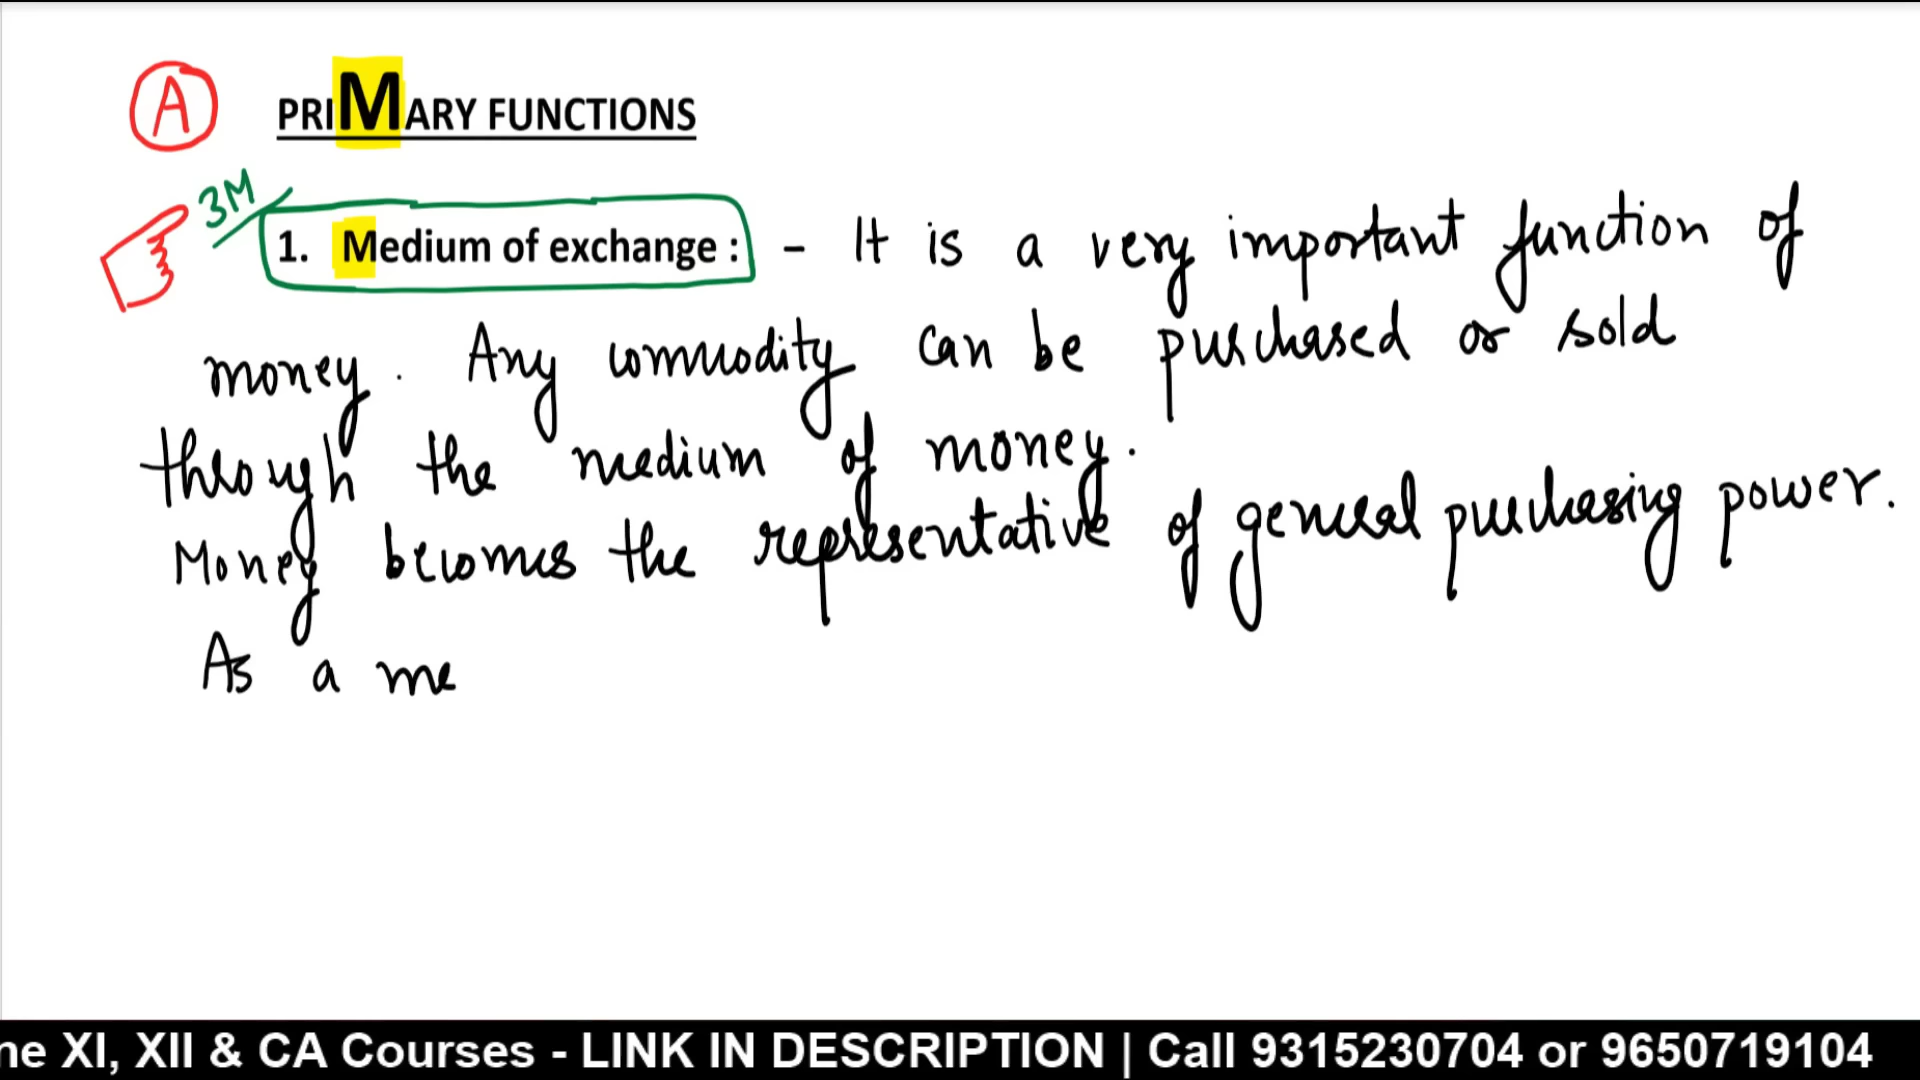 A PRIMARY FUNCTIONS
3M
1. Medium of exchange : - It is a very important function of
money. Any commodity can be purchased or sold
through the medium of money.
Money becomes the representative of general purchasing power.
As a me
ne XI, XII & CA Courses - LINK IN DESCRIPTION | Call 9315230704 or 9650719104